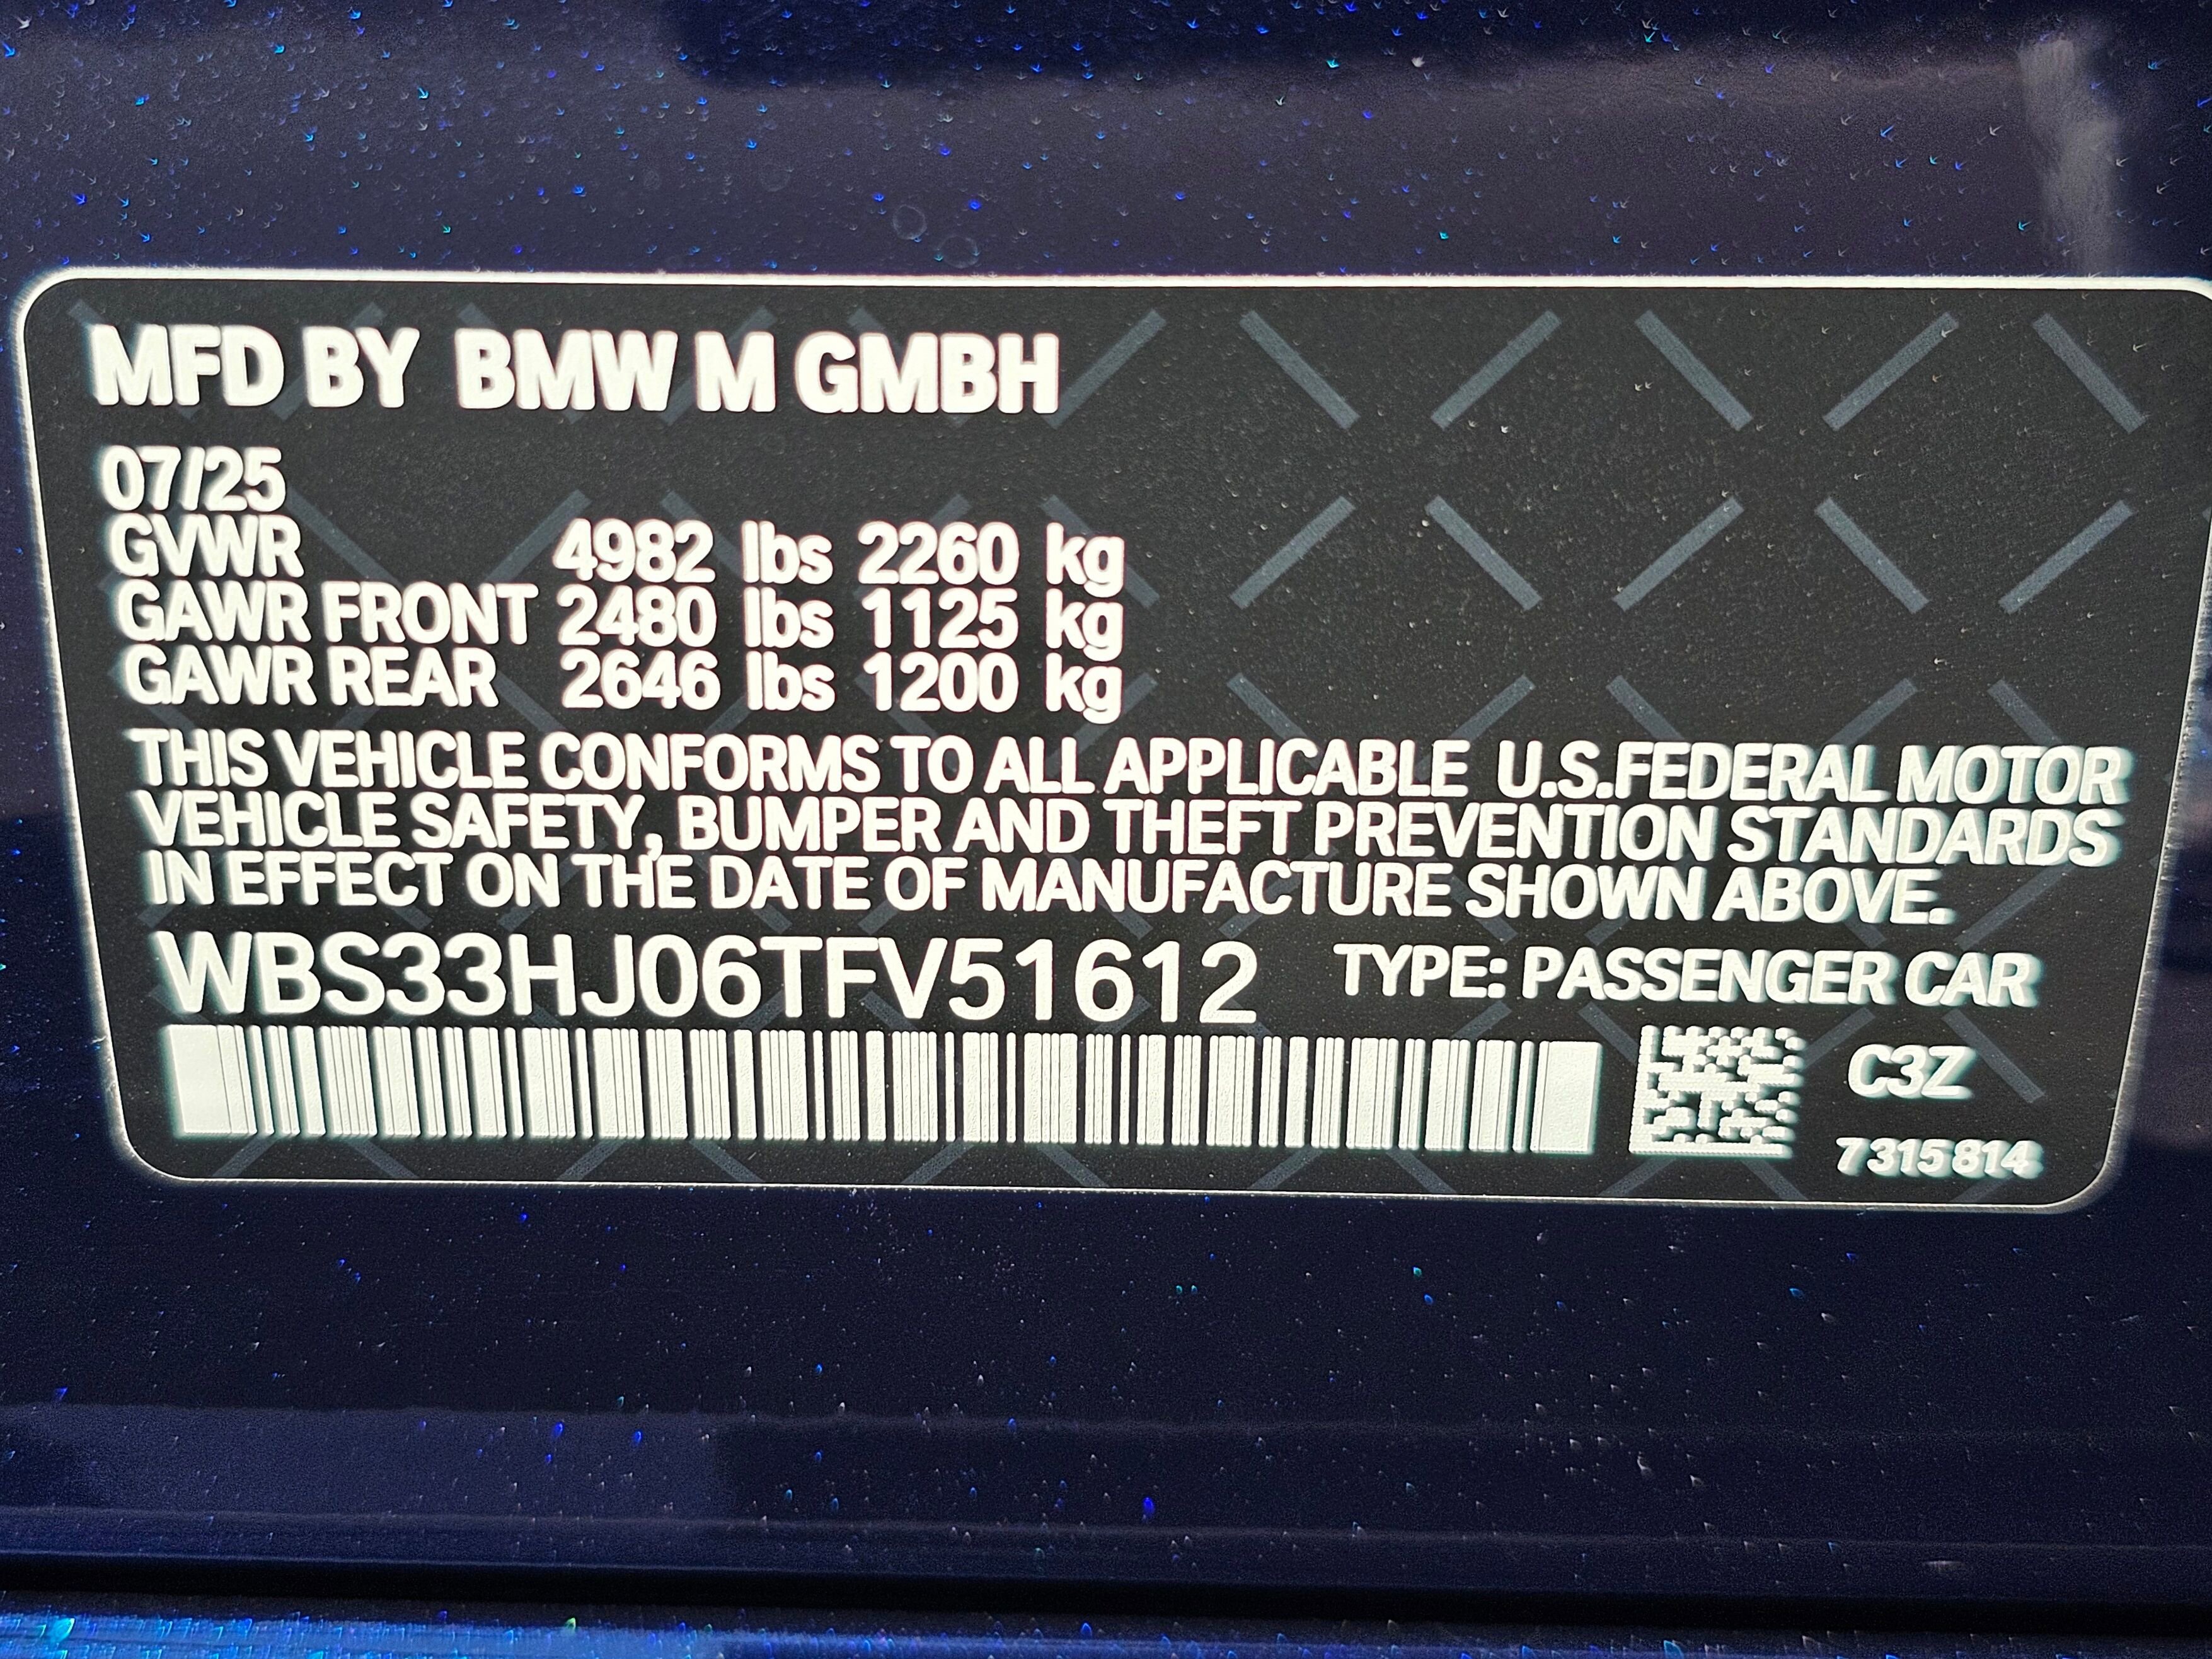 MFD BY BMW M GMBH
07/25
GVWR 4982 lbs 2260 kg
GAWR FRONT 2480 lbs 1125 kg
GAWR REAR 2646 lbs 1200 kg
THIS VEHICLE CONFORMS TO ALL APPLICABLE U.S.FEDERAL MOTOR
VEHICLE SAFETY, BUMPER AND THEFT PREVENTION STANDARDS
IN EFFECT ON THE DATE OF MANUFACTURE SHOWN ABOVE.
WBS33HJ06TFV51612 TYPE: PASSENGER CAR
C3Z
7315814